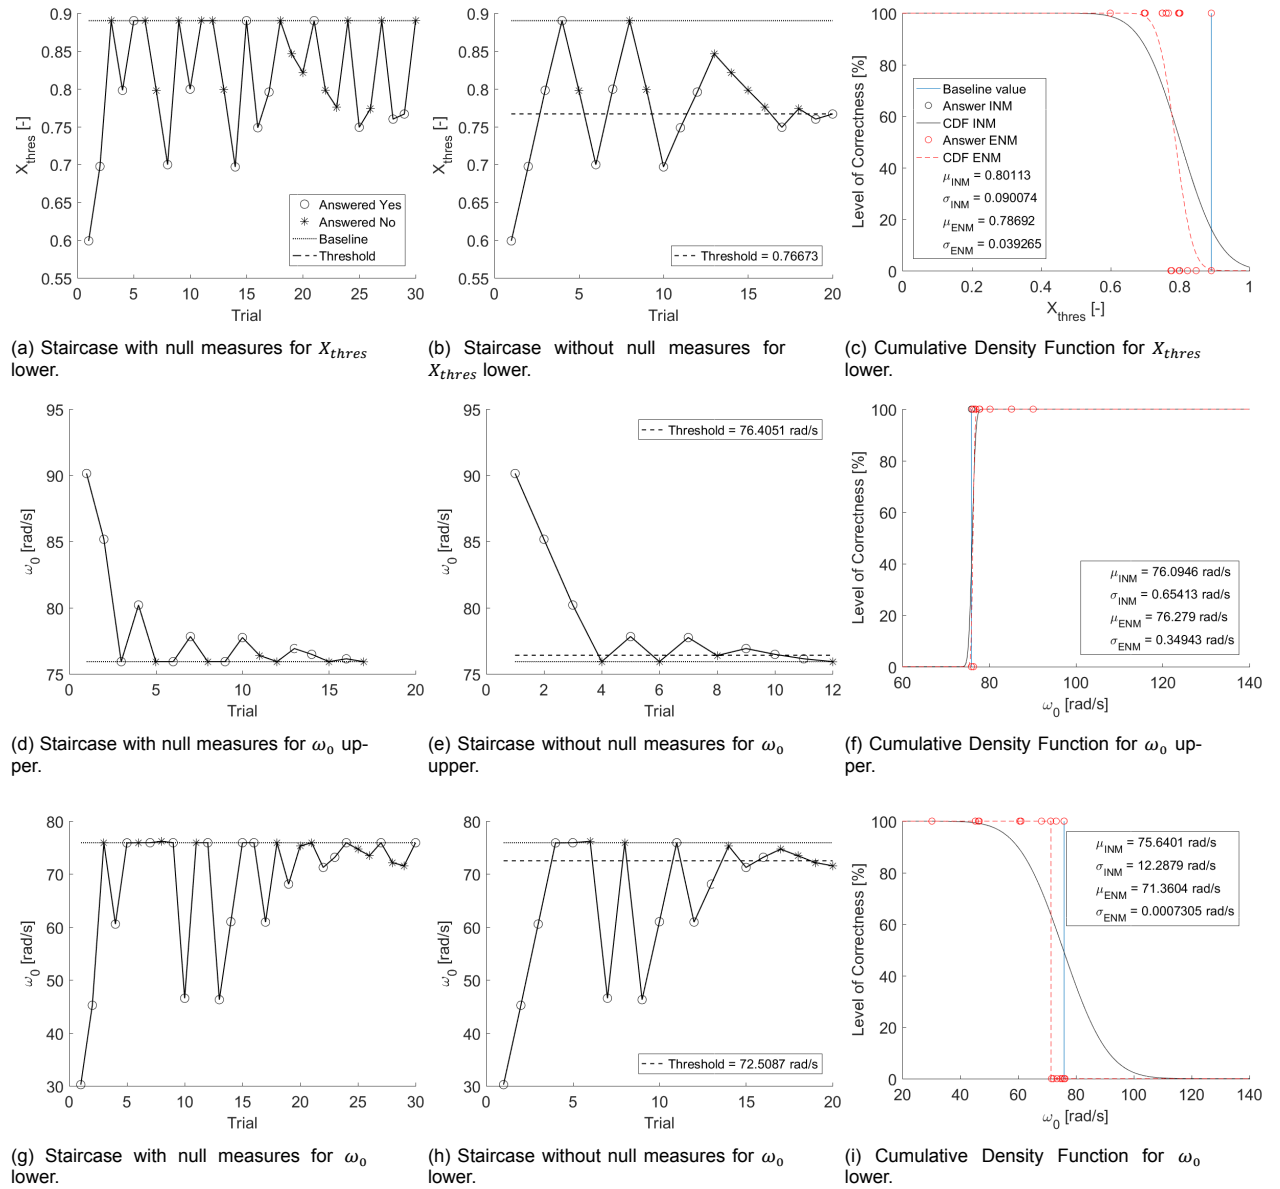 0.9
0.85
0.8
0.75
0.7
0.65
0.6
0.55
X_thres [-]
0 5 10 15 20 25 30
Trial
Answered Yes
Answered No
Baseline
Threshold
(a) Staircase with null measures for X_thres
lower.
0.9
0.85
0.8
0.75
0.7
0.65
0.6
0.55
X_thres [-]
0 5 10 15 20
Trial
Threshold = 0.76673
(b) Staircase without null measures for
X_thres lower.
100
80
60
40
20
0
Level of Correctness [%]
0 0.2 0.4 0.6 0.8 1
X_thres [-]
Baseline value
Answer INM
CDF INM
Answer ENM
CDF ENM
μ_INM = 0.80113
σ_INM = 0.090074
μ_ENM = 0.78692
σ_ENM = 0.039265
(c) Cumulative Density Function for X_thres
lower.
95
90
85
80
75
ω_0 [rad/s]
0 5 10 15 20
Trial
(d) Staircase with null measures for ω_0 up-
per.
95
90
85
80
75
ω_0 [rad/s]
0 2 4 6 8 10 12
Trial
Threshold = 76.4051 rad/s
(e) Staircase without null measures for ω_0
upper.
100
80
60
40
20
0
Level of Correctness [%]
60 80 100 120 140
ω_0 [rad/s]
μ_INM = 76.0946 rad/s
σ_INM = 0.65413 rad/s
μ_ENM = 76.279 rad/s
σ_ENM = 0.34943 rad/s
(f) Cumulative Density Function for ω_0 up-
per.
80
70
60
50
40
30
ω_0 [rad/s]
0 5 10 15 20 25 30
Trial
(g) Staircase with null measures for ω_0
lower.
80
70
60
50
40
30
ω_0 [rad/s]
0 5 10 15 20
Trial
Threshold = 72.5087 rad/s
(h) Staircase without null measures for ω_0
lower.
100
80
60
40
20
0
Level of Correctness [%]
20 40 60 80 100 120 140
ω_0 [rad/s]
μ_INM = 75.6401 rad/s
σ_INM = 12.2879 rad/s
μ_ENM = 71.3604 rad/s
σ_ENM = 0.0007305 rad/s
(i) Cumulative Density Function for ω_0
lower.